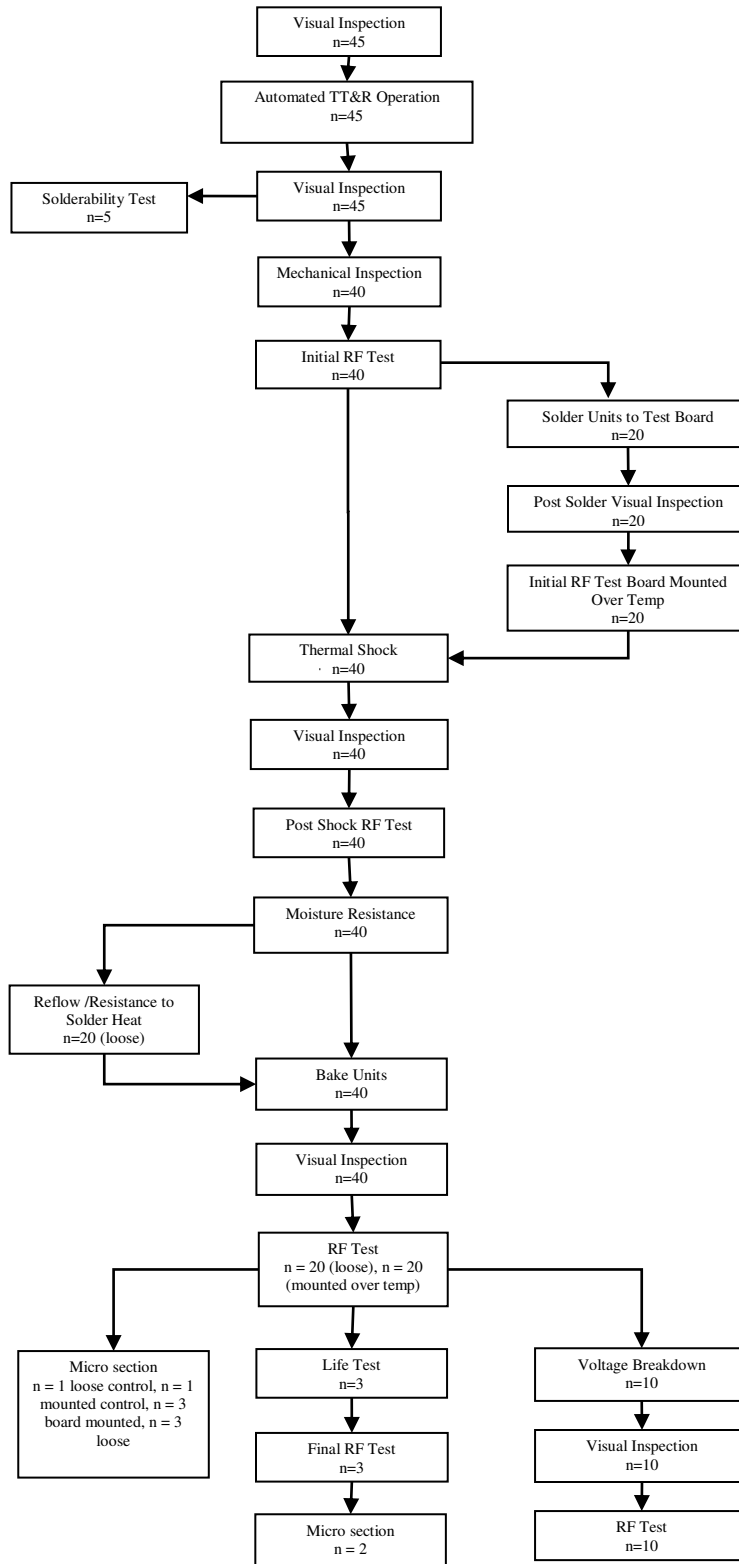 Visual Inspection
n=45
Automated TT&R Operation
n=45
Visual Inspection
n=45
Solderability Test
n=5
Mechanical Inspection
n=40
Initial RF Test
n=40
Solder Units to Test Board
n=20
Post Solder Visual Inspection
n=20
Initial RF Test Board Mounted
Over Temp
n=20
Thermal Shock
n=40
Visual Inspection
n=40
Post Shock RF Test
n=40
Moisture Resistance
n=40
Reflow /Resistance to
Solder Heat
n=20 (loose)
Bake Units
n=40
Visual Inspection
n=40
RF Test
n = 20 (loose), n = 20
(mounted over temp)
Micro section
n = 1 loose control, n = 1
mounted control, n = 3
board mounted, n = 3
loose
Life Test
n=3
Final RF Test
n=3
Micro section
n = 2
Voltage Breakdown
n=10
Visual Inspection
n=10
RF Test
n=10